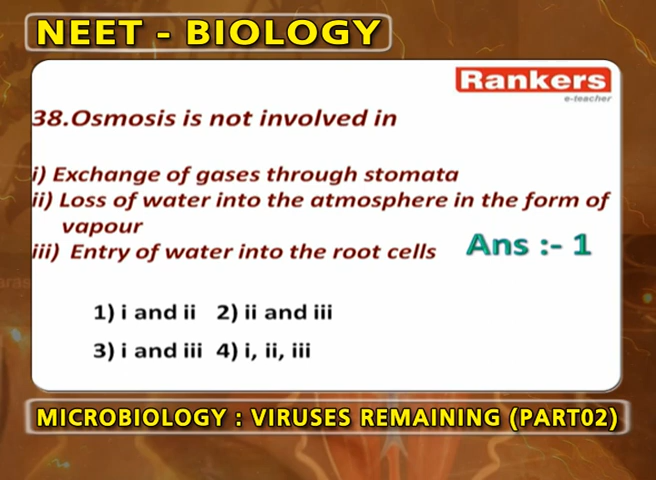 NEET - BIOLOGY
Rankers
e-teacher
38.Osmosis is not involved in
i) Exchange of gases through stomata
ii) Loss of water into the atmosphere in the form of
vapour
iii) Entry of water into the root cells
Ans :- 1
1) i and ii 2) ii and iii
3) i and iii 4) i, ii, iii
MICROBIOLOGY : VIRUSES REMAINING (PART02)